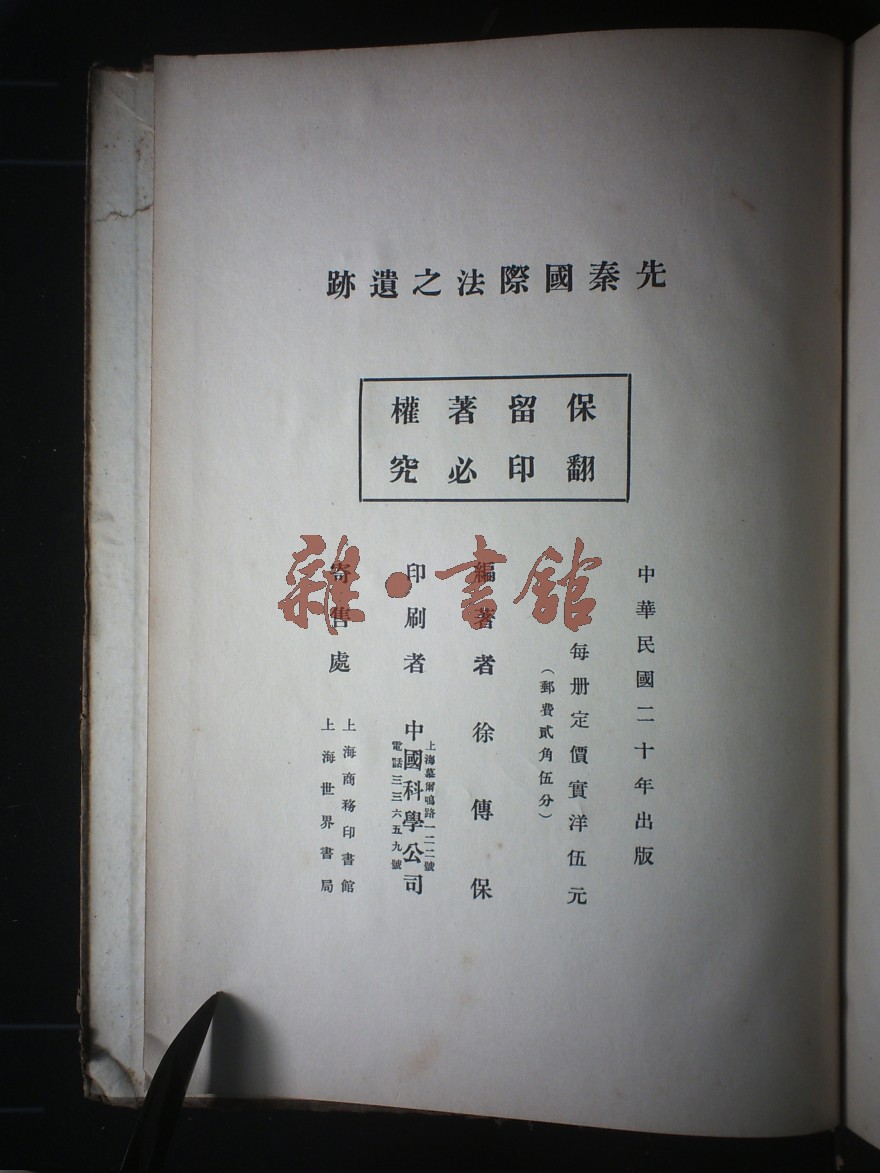 先秦國際法之遺跡
保留著權
翻印必究
中華民國二十年出版
每册定價實洋伍元
（郵費貳角伍分）
編著者 徐傳保
印刷者 中國科學公司
上海慕爾鳴路一二二號
電話三三六五九號
寄售處
上海商務印書館
上海世界書局
雜·書館